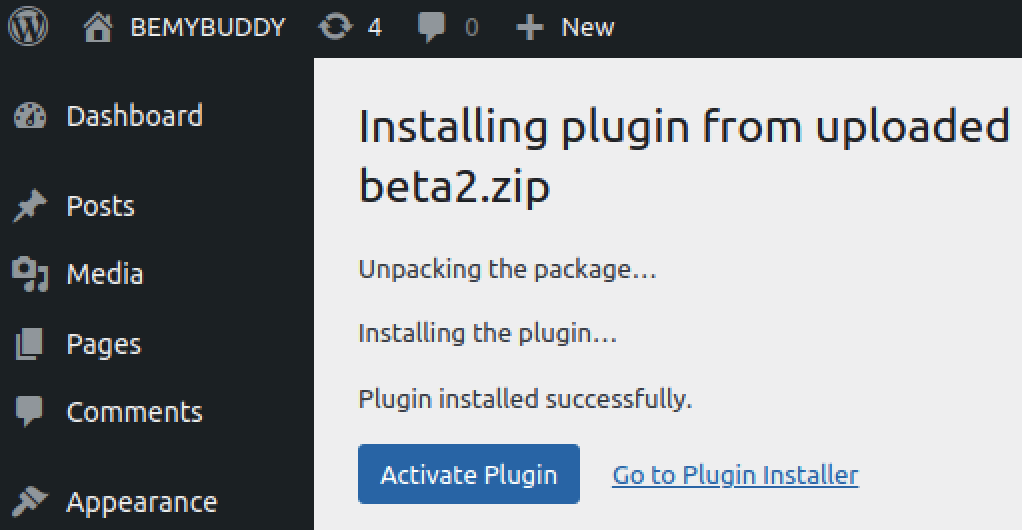 BEMYBUDDY 4 0 New
Dashboard
Posts
Media
Pages
Comments
Appearance
Installing plugin from uploaded
beta2.zip
Unpacking the package…
Installing the plugin…
Plugin installed successfully.
Activate Plugin Go to Plugin Installer